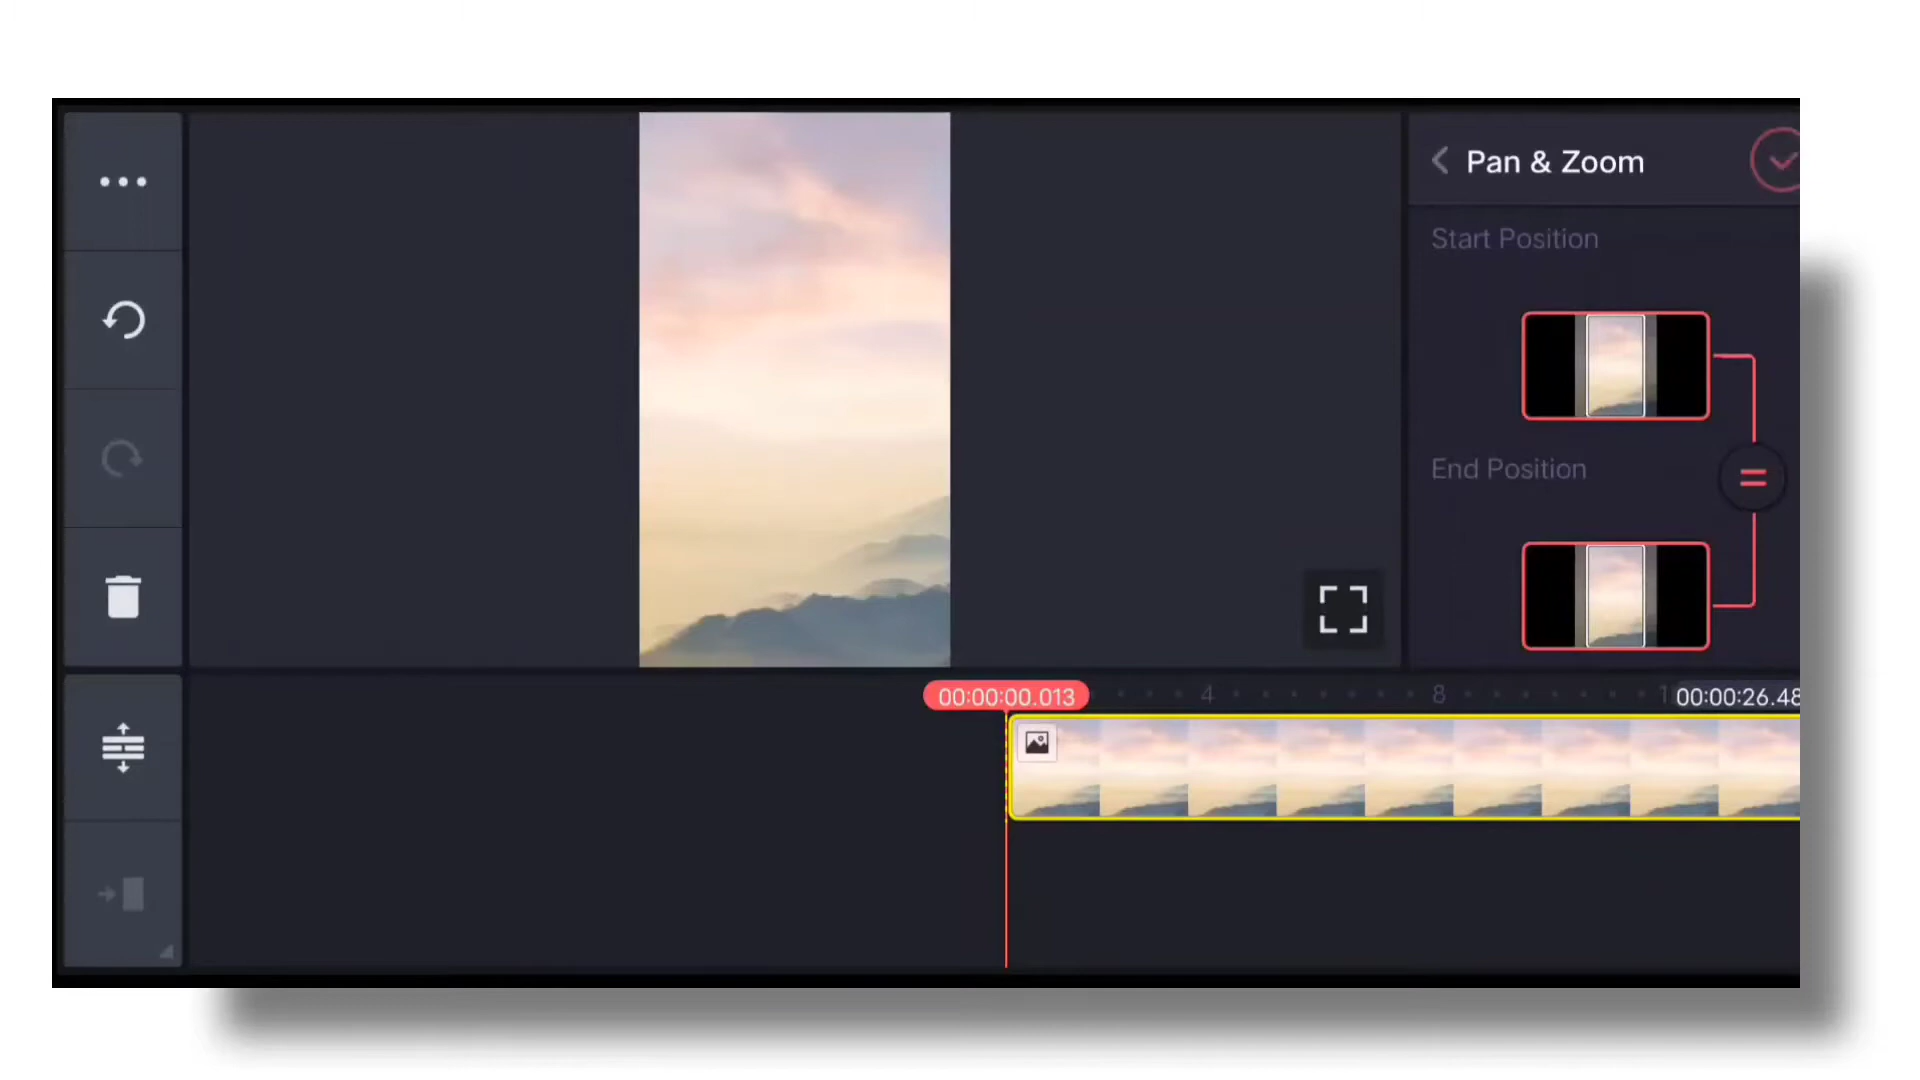 Pan & Zoom
Start Position
End Position
00:00:00.013
4
8
00:00:26.48